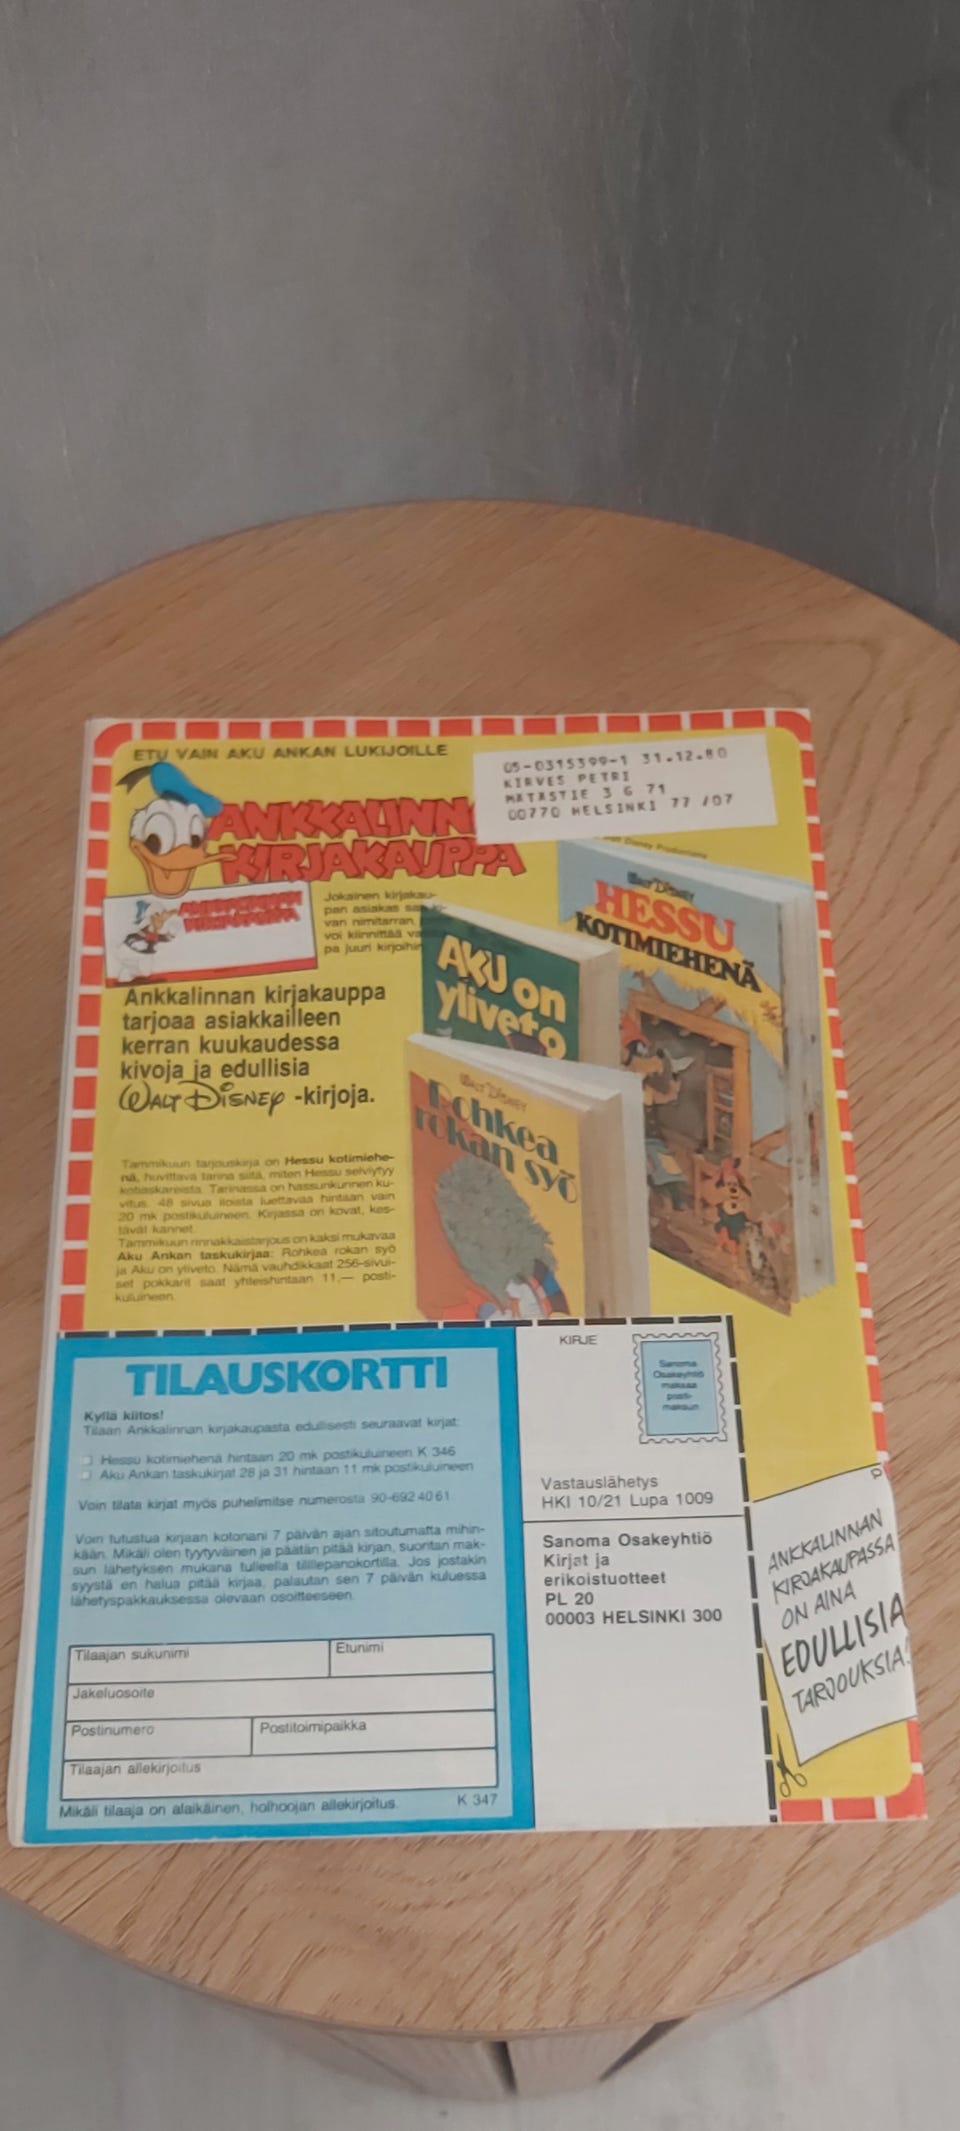 ETU VAIN AKU ANKAN LUKIJOILLE
05-0315399-1 31.12.80
KIRVES PETRI
MATASTIE 3 G 71
00770 HELSINKI 77 /07
ANKKALINN
KIRJAKAUPPA
Walt Disney Productions
Jokainen kirjakau-
pan asiakas saa
van nimitarran,
voi kiinnittää
pa juuri kirjoihin
Ankkalinnan kirjakauppa
tarjoaa asiakkailleen
kerran kuukaudessa
kivoja ja edullisia
WALT DISNEY -kirjoja.
WALT DISNEY
HESSU
KOTIMIEHENÄ
AKU on
yliveto
WALT DISNEY
Rohkea
rokan syö
Tammikuun tarjouskirja on Hessu kotimiehe-
nä, huvittava tarina siitä, miten Hessu selviytyy
kotiaskareista. Tarinassa on hassunkurinen ku-
vitus. 48 sivua iloista luettavaa hintaan vain
20 mk postikuluineen. Kirjassa on kovat, kes-
tävät kannet.
Tammikuun rinnakkaistarjous on kaksi mukavaa
Aku Ankan taskukirjaa: Rohkea rokan syö
ja Aku on yliveto. Nämä vauhdikkaat 256-sivui-
set pokkarit saat yhteishintaan 11,— posti-
kuluineen.
TILAUSKORTTI
Kyllä kiitos!
Tilaan Ankkalinnan kirjakaupasta edullisesti seuraavat kirjat:
Hessu kotimiehenä hintaan 20 mk postikuluineen K 346
Aku Ankan taskukirjat 28 ja 31 hintaan 11 mk postikuluineen
Voin tilata kirjat myös puhelimitse numerosta 90-692 40 61
Voin tutustua kirjaan kotonani 7 päivän ajan sitoutumatta mihin-
kään. Mikäli olen tyytyväinen ja päätän pitää kirjan, suoritan mak-
sun lähetyksen mukana tulleella tilillepanokortilla. Jos jostakin
syystä en halua pitää kirjaa, palautan sen 7 päivän kuluessa
lähetyspakkauksessa olevaan osoitteeseen.
Tilaajan sukunimi
Etunimi
Jakeluosoite
Postinumero
Postitoimipaikka
Tilaajan allekirjoitus
Mikäli tilaaja on alaikäinen, holhoojan allekirjoitus. K 347
KIRJE
Sanoma
Osakeyhtiö
maksaa
posti-
maksun
Vastauslähetys
HKI 10/21 Lupa 1009
Sanoma Osakeyhtiö
Kirjat ja
erikoistuotteet
PL 20
00003 HELSINKI 300
ANKKALINNAN
KIRJAKAUPASSA
ON AINA
EDULLISIA
TARJOUKSIA!